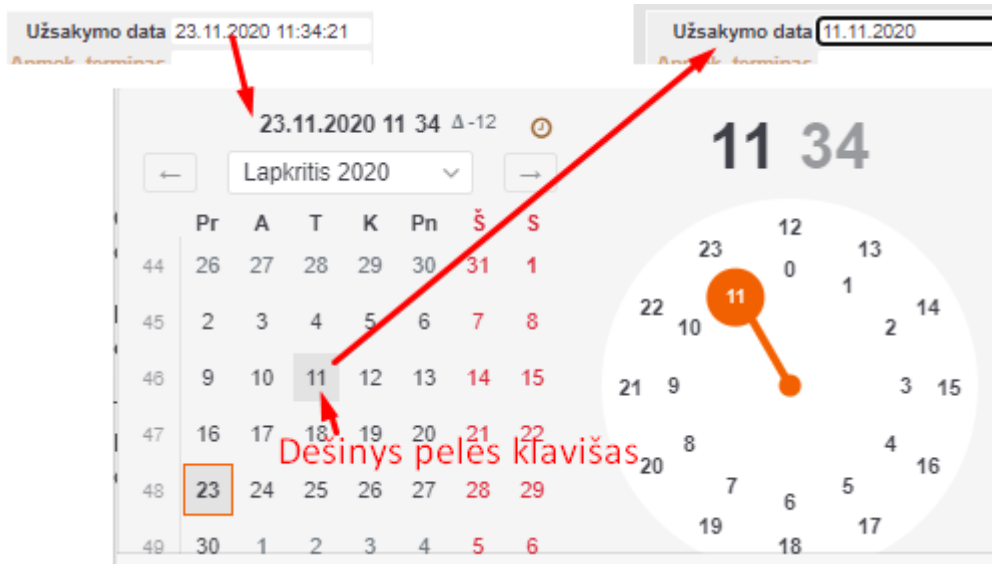 Užsakymo data 23.11.2020 11:34:21
Apmok. terminas
Užsakymo data 11.11.2020
Apmok. terminas
23.11.2020 11 34 Δ -12
11 34
← Lapkritis 2020 →
Pr A T K Pn Š S
44 26 27 28 29 30 31 1
45 2 3 4 5 6 7 8
46 9 10 11 12 13 14 15
47 16 17 18 19 20 21 22
48 23 24 25 26 27 28 29
49 30 1 2 3 4 5 6
Dešinys pelės klavišas
12
23 13
0
11 1
22 14
10 2
21 9 3 15
8 4
20 16
7 5
6
19 17
18